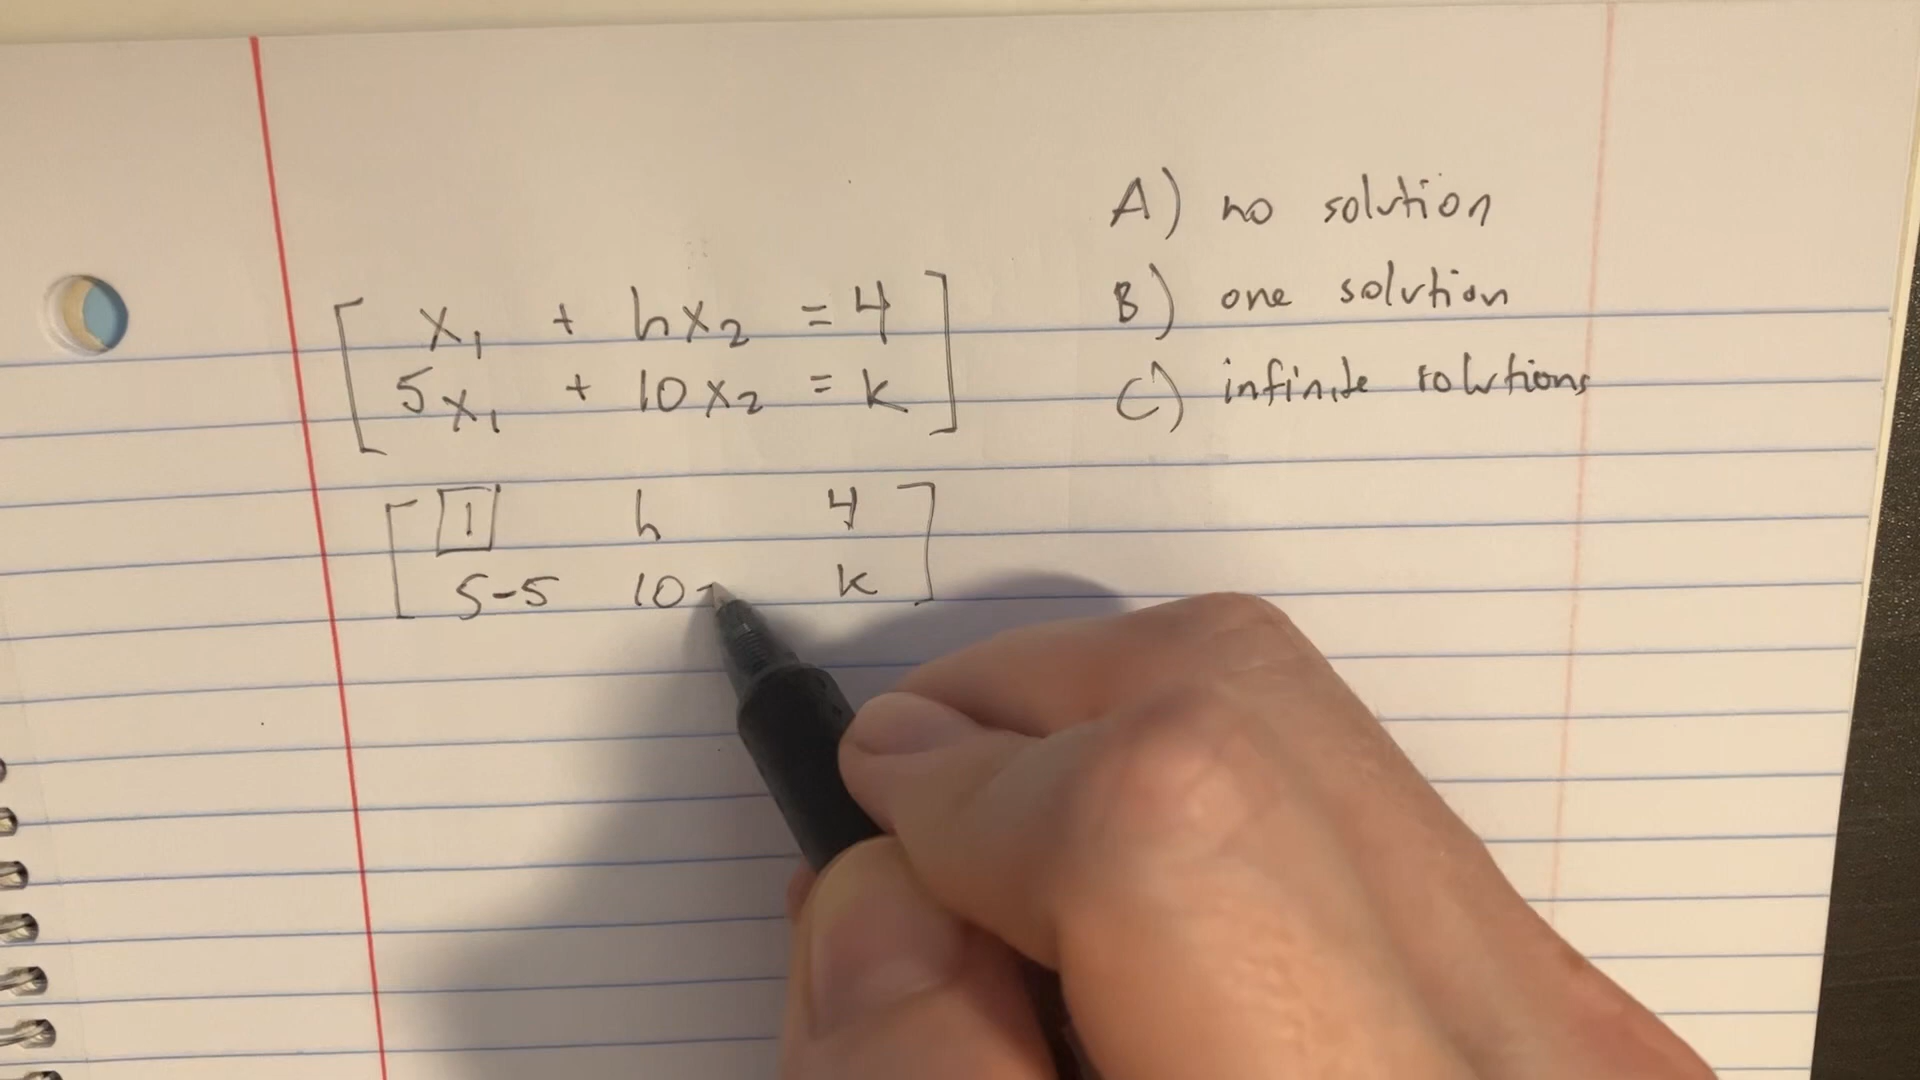 A) no solution
B) one solution
C) infinite solutions
x₁ + hx₂ = 4
5x₁ + 10x₂ = k
1 h 4
5-5 10- k